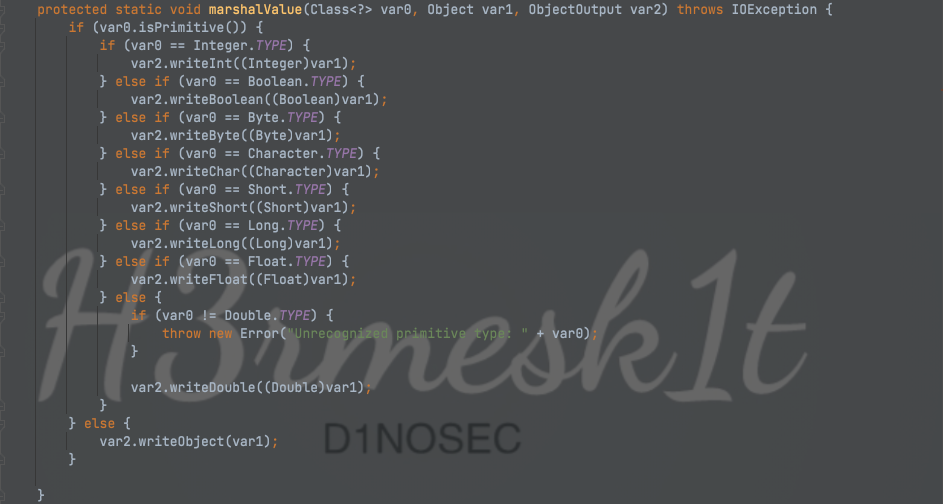 protected static void marshalValue(Class<?> var0, Object var1, ObjectOutput var2) throws IOException {
    if (var0.isPrimitive()) {
        if (var0 == Integer.TYPE) {
            var2.writeInt((Integer)var1);
        } else if (var0 == Boolean.TYPE) {
            var2.writeBoolean((Boolean)var1);
        } else if (var0 == Byte.TYPE) {
            var2.writeByte((Byte)var1);
        } else if (var0 == Character.TYPE) {
            var2.writeChar((Character)var1);
        } else if (var0 == Short.TYPE) {
            var2.writeShort((Short)var1);
        } else if (var0 == Long.TYPE) {
            var2.writeLong((Long)var1);
        } else if (var0 == Float.TYPE) {
            var2.writeFloat((Float)var1);
        } else {
            if (var0 != Double.TYPE) {
                throw new Error("Unrecognized primitive type: " + var0);
            }
            var2.writeDouble((Double)var1);
        }
    } else {
        var2.writeObject(var1);
    }
}
H3rmesk1t
D1NOSEC